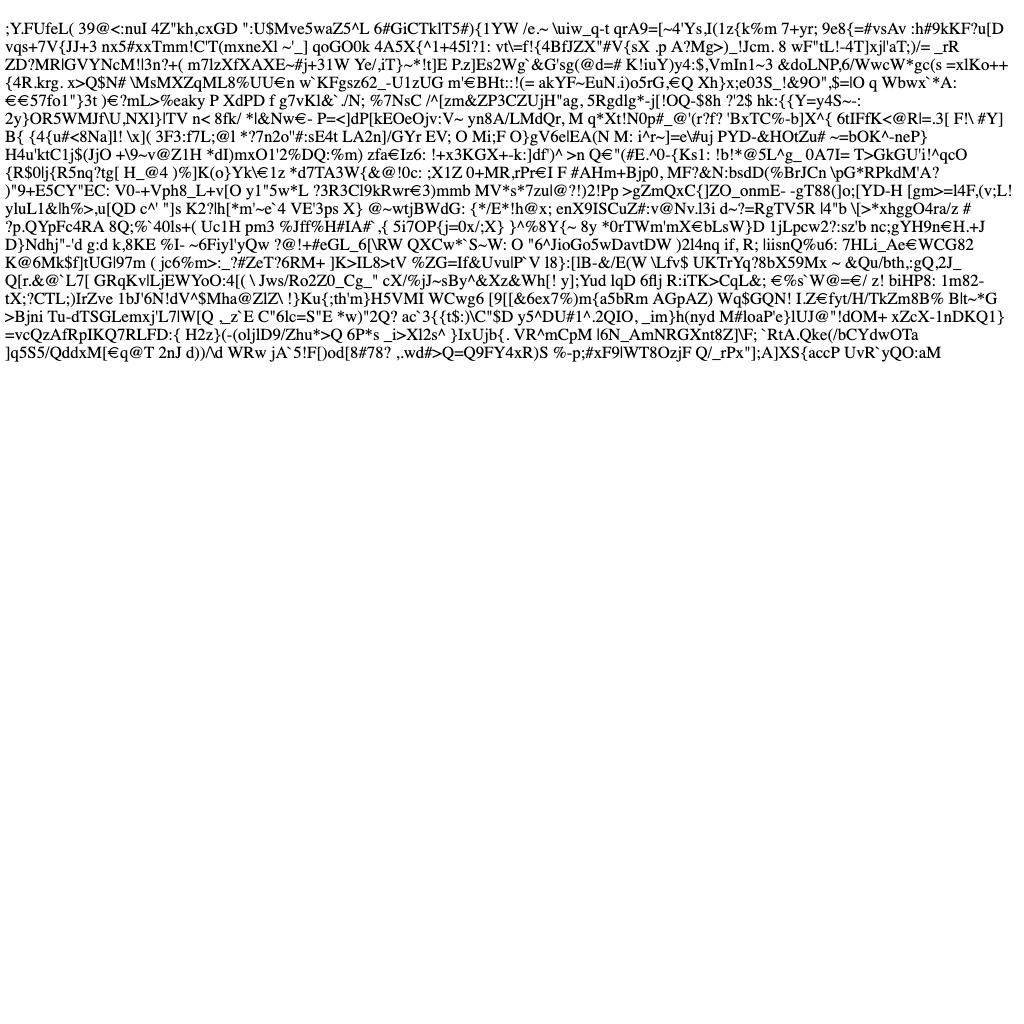 ;Y.FUfeL( 39@<:nuI 4Z"kh,cxGD ":U$Mve5waZ5^L 6#GiCTklT5#){1YW /e.~ \uiw_q-t qrA9=[~4'Ys,I(1z{k%m 7+yr; 9e8{=#vsAv :h#9kKF?u[D
vqs+7V{JJ+3 nx5#xxTmm!C'T(mxneXl ~'_] qoGO0k 4A5X{^1+45l?1: vt\=f!{4BfJZX"#V{sX .p A?Mg>)_!Jcm. 8 wF"tL!-4T]xjl'aT;)/= _rR
ZD?MR|GVYNcM!|3n?+( m7lzXfXAXE~#j+31W Ye/,iT}~*!t]E P.z]Es2Wg`&G'sg(@d=# K!iuY)y4:$,VmIn1~3 &doLNP,6/WwcW*gc(s =xlKo++
{4R.krg. x>Q$N# \MsMXZqML8%UU€n w`KFgsz62_-U1zUG m'€BHt::!(= akYF~EuN.i)o5rG,€Q Xh}x;e03S_!&9O",$=|O q Wbwx`*A:
€€57fo1"}3t )€?mL>%eaky P XdPD f g7vKl&`./N; %7NsC /^[zm&ZP3CZUjH"ag, 5Rgdlg*-j[!OQ-$8h ?'2$ hk:{{Y=y4S~-:
2y}OR5WMJf\U,NXl}|TV n< 8fk/ *l&Nw€- P=<]dP[kEOeOjv:V~ yn8A/LMdQr, M q*Xt!N0p#_@'(r?f? 'BxTC%-b]X^{ 6tIFfK<@R|=.3[ F!\ #Y]
B{ {4{u#<8Na]l! \x]( 3F3:f7L;@l *?7n2o"#:sE4t LA2n]/GYr EV; O Mi;F O}gV6e|EA(N M: i^r~]=e\#uj PYD-&HOtZu# ~=bOK^-neP}
H4u'ktC1j$(JjO +\9~v@Z1H *dI)mxO1'2%DQ:%m) zfa€Iz6: !+x3KGX+-k:]df')^ >n Q€"(#E.^0-{Ks1: !b!*@5L^g_ 0A7I= T>GkGU'i!^qcO
{R$0|j{R5nq?tg[ H_@4 )%]K(o}Yk\€1z *d7TA3W{&@!0c: ;X1Z 0+MR,rPr€I F #AHm+Bjp0, MF?&N:bsdD(%BrJCn \pG*RPkdM'A?
)"9+E5CY"EC: V0-+Vph8_L+v[O y1"5w*L ?3R3Cl9kRwr€3)mmb MV*s*7zul@?!)2!Pp >gZmQxC{]ZO_onmE- -gT88(]o;[YD-H [gm>=l4F,(v;L!
yluL1&|h%>,u[QD c^' "]s K2?lh[*m'~e`4 VE'3ps X} @~wtjBWdG: {*/E*!h@x; enX9ISCuZ#:v@Nv.l3i d~?=RgTV5R |4"b \[>*xhggO4ra/z #
?p.QYpFc4RA 8Q;%`40ls+( Uc1H pm3 %Jff%H#IA#`,{ 5i7OP{j=0x/;X} }^%8Y{~ 8y *0rTWm'mX€bLsW}D 1jLpcw2?:sz'b nc;gYH9n€H.+J
D}Ndhj"-'d g:d k,8KE %I- ~6Fiyl'yQw ?@!+#eGL_6[\RW QXCw*`S~W: O "6^JioGo5wDavtDW )2l4nq if, R; |iisnQ%u6: 7HLi_Ae€WCG82
K@6Mk$f]tUG|97m ( jc6%m>:_?#ZeT?6RM+ ]K>IL8>tV %ZG=If&Uvu|P`V l8}:[lB-&/E(W \Lfv$ UKTrYq?8bX59Mx ~ &Qu/bth,:gQ,2J_
Q[r.&@`L7[ GRqKv|LjEWYoO:4[(\ Jws/Ro2Z0_Cg_" cX/%jJ~sBy^&Xz&Wh[! y];Yud lqD 6flj R:iTK>CqL&; €%s`W@=€/ z! biHP8: 1m82-
tX;?CTL;)IrZve 1bJ'6N!dV^$Mha@ZlZ\ !}Ku{;th'm}H5VMI WCwg6 [9[[&6ex7%)m{a5bRm AGpAZ) Wq$GQN! I.Z€fyt/H/TkZm8B% B|t~*G
>Bjni Tu-dTSGLemxj'L7|W[Q ,_z`E C"6lc=S"E *w)"2Q? ac`3{{t$:)\C"$D y5^DU#1^.2QIO, _im}h(nyd M#loaP'e}lUJ@"!dOM+ xZcX-1nDKQ1}
=vcQzAfRpIKQ7RLFD:{ H2z}(-(oljlD9/Zhu*>Q 6P*s _i>Xl2s^ }IxUjb{. VR^mCpM |6N_AmNRGXnt8Z]\F; `RtA.Qke(/bCYdwOTa
]q5S5/QddxM[€q@T 2nJ d))/\d WRw jA`5!F[)od[8#78? ,.wd#>Q=Q9FY4xR)S %-p;#xF9|WT8OzjF Q/_rPx"];A]XS{accP UvR`yQO:aM